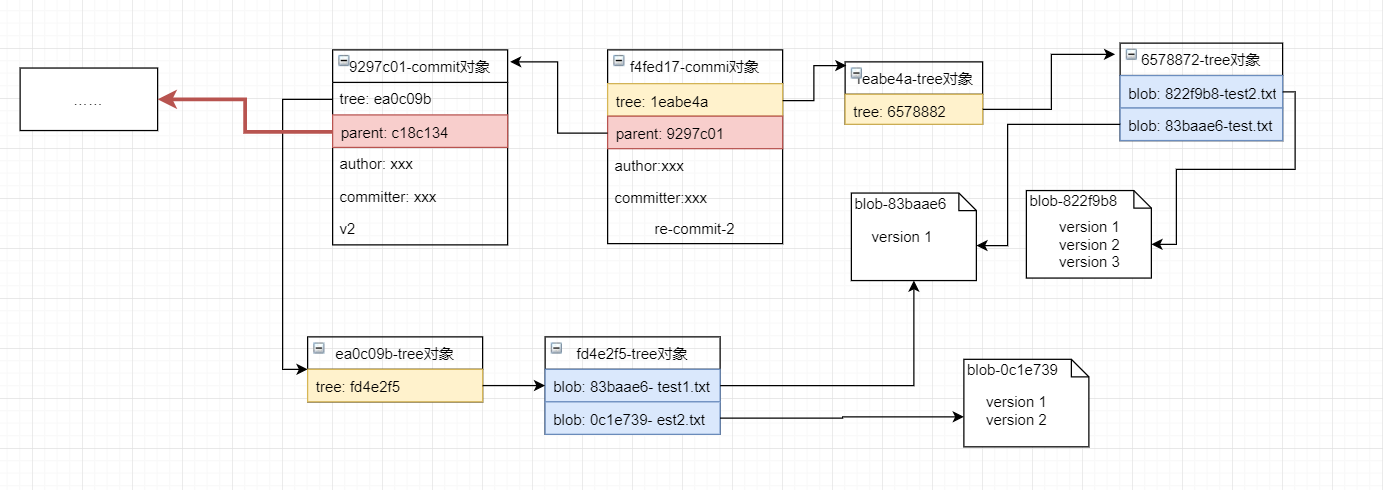 ……
9297c01-commit对象
tree: ea0c09b
parent: c18c134
author: xxx
committer: xxx
v2
f4fed17-commi对象
tree: 1eabe4a
parent: 9297c01
author:xxx
committer:xxx
re-commit-2
1eabe4a-tree对象
tree: 6578882
6578872-tree对象
blob: 822f9b8-test2.txt
blob: 83baae6-test.txt
blob-83baae6
version 1
blob-822f9b8
version 1
version 2
version 3
ea0c09b-tree对象
tree: fd4e2f5
fd4e2f5-tree对象
blob: 83baae6- test1.txt
blob: 0c1e739- est2.txt
blob-0c1e739
version 1
version 2